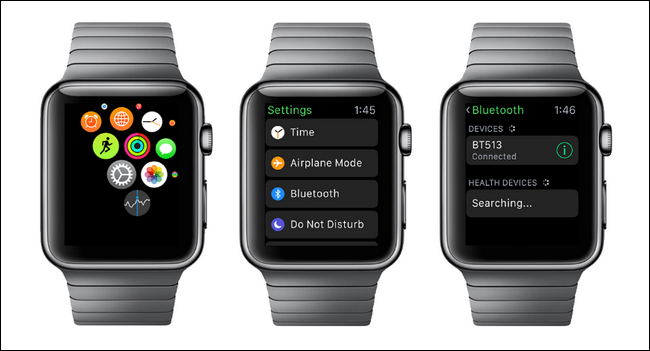 Settings 1:45
Time
Airplane Mode
Bluetooth
Do Not Disturb
< Bluetooth 1:46
DEVICES
BT513
Connected
HEALTH DEVICES
Searching...